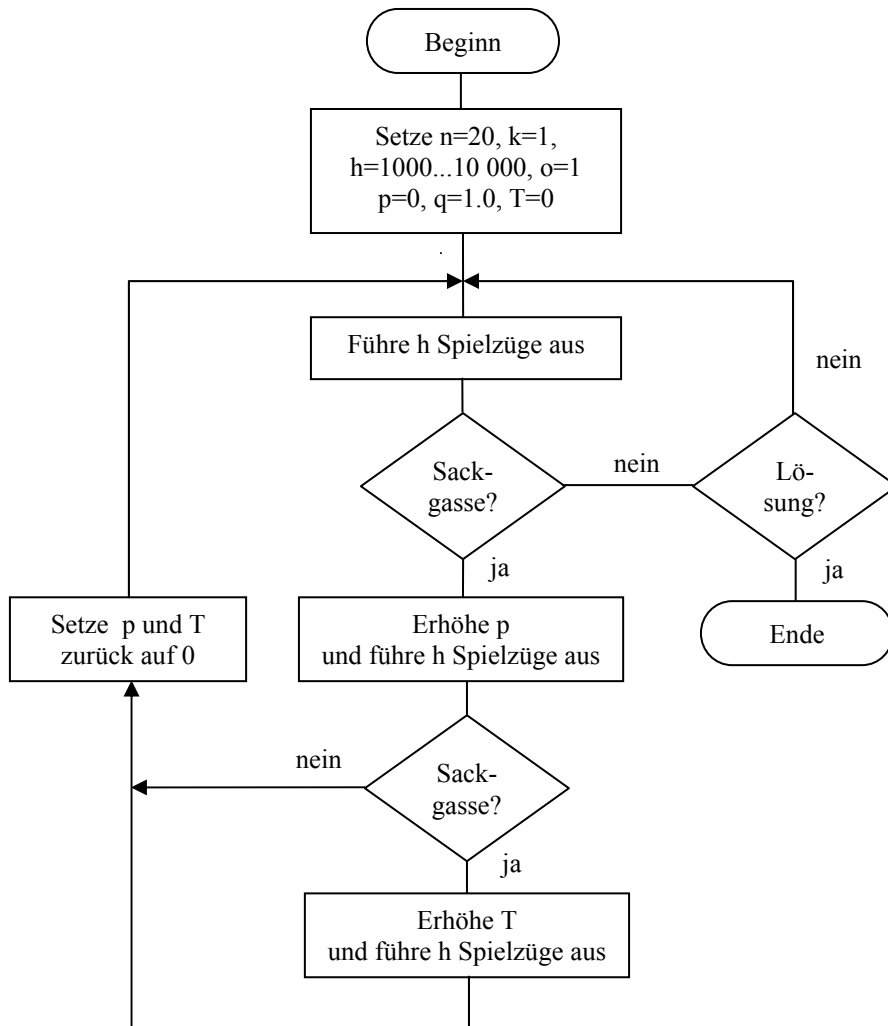 Beginn
Setze n=20, k=1,
h=1000...10 000, o=1
p=0, q=1.0, T=0
Führe h Spielzüge aus
nein
Sack-
gasse?
nein
Lö-
sung?
ja
ja
Setze p und T
zurück auf 0
Erhöhe p
und führe h Spielzüge aus
Ende
nein
Sack-
gasse?
ja
Erhöhe T
und führe h Spielzüge aus